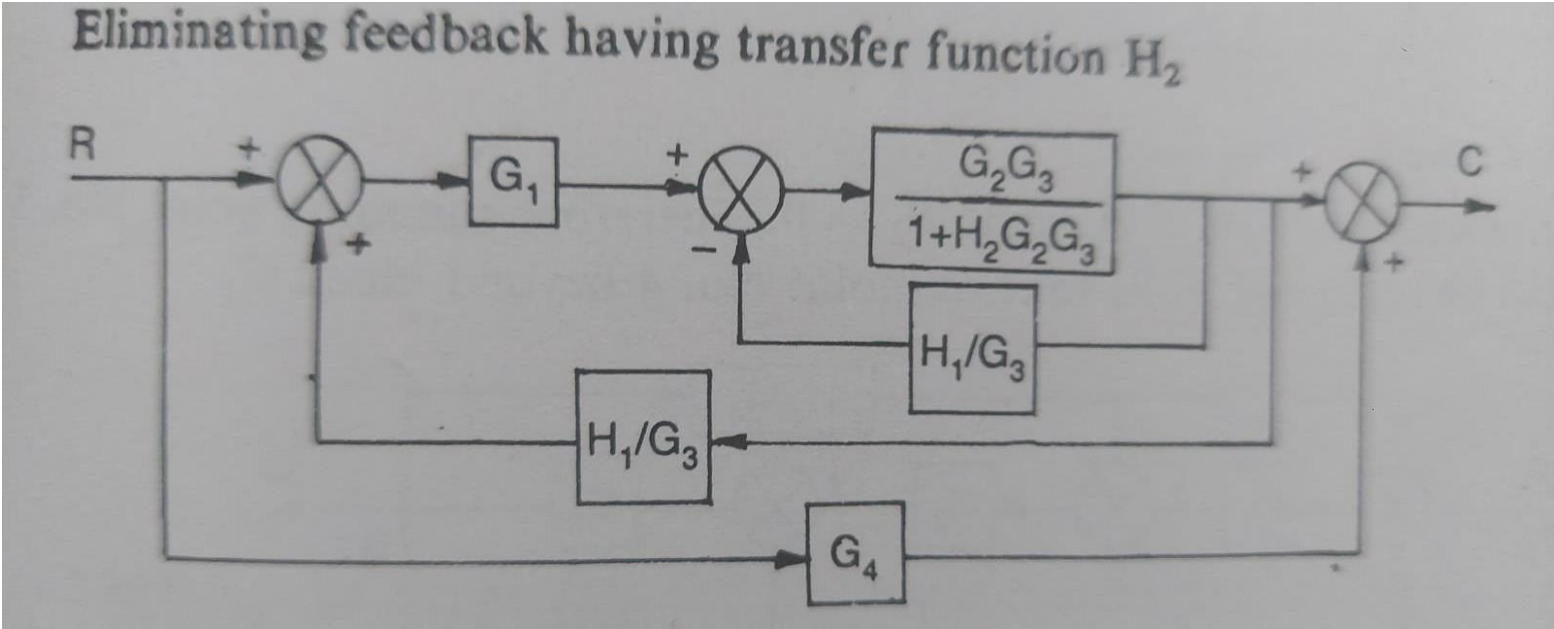 Eliminating feedback having transfer function H₂
R + G₁ + G₂G₃ + C
1+H₂G₂G₃
+ − +
H₁/G₃
H₁/G₃
G₄